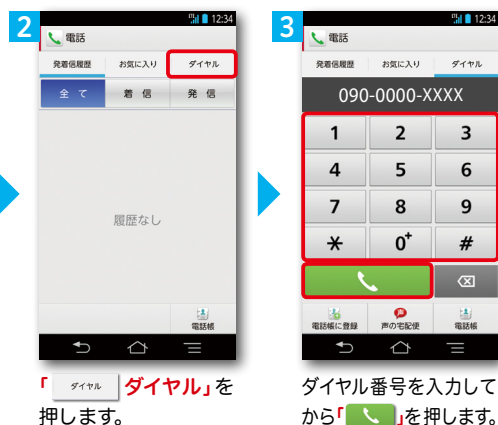 2
12:34
電話
発着信履歴 お気に入り ダイヤル
全て 着信 発信
履歴なし
電話帳
「 ダイヤル ダイヤル」を
押します。
3
12:34
電話
発着信履歴 お気に入り ダイヤル
090-0000-XXXX
1 2 3
4 5 6
7 8 9
* 0+ #
電話帳に登録 声の宅配便 電話帳
ダイヤル番号を入力して
から「 」を押します。